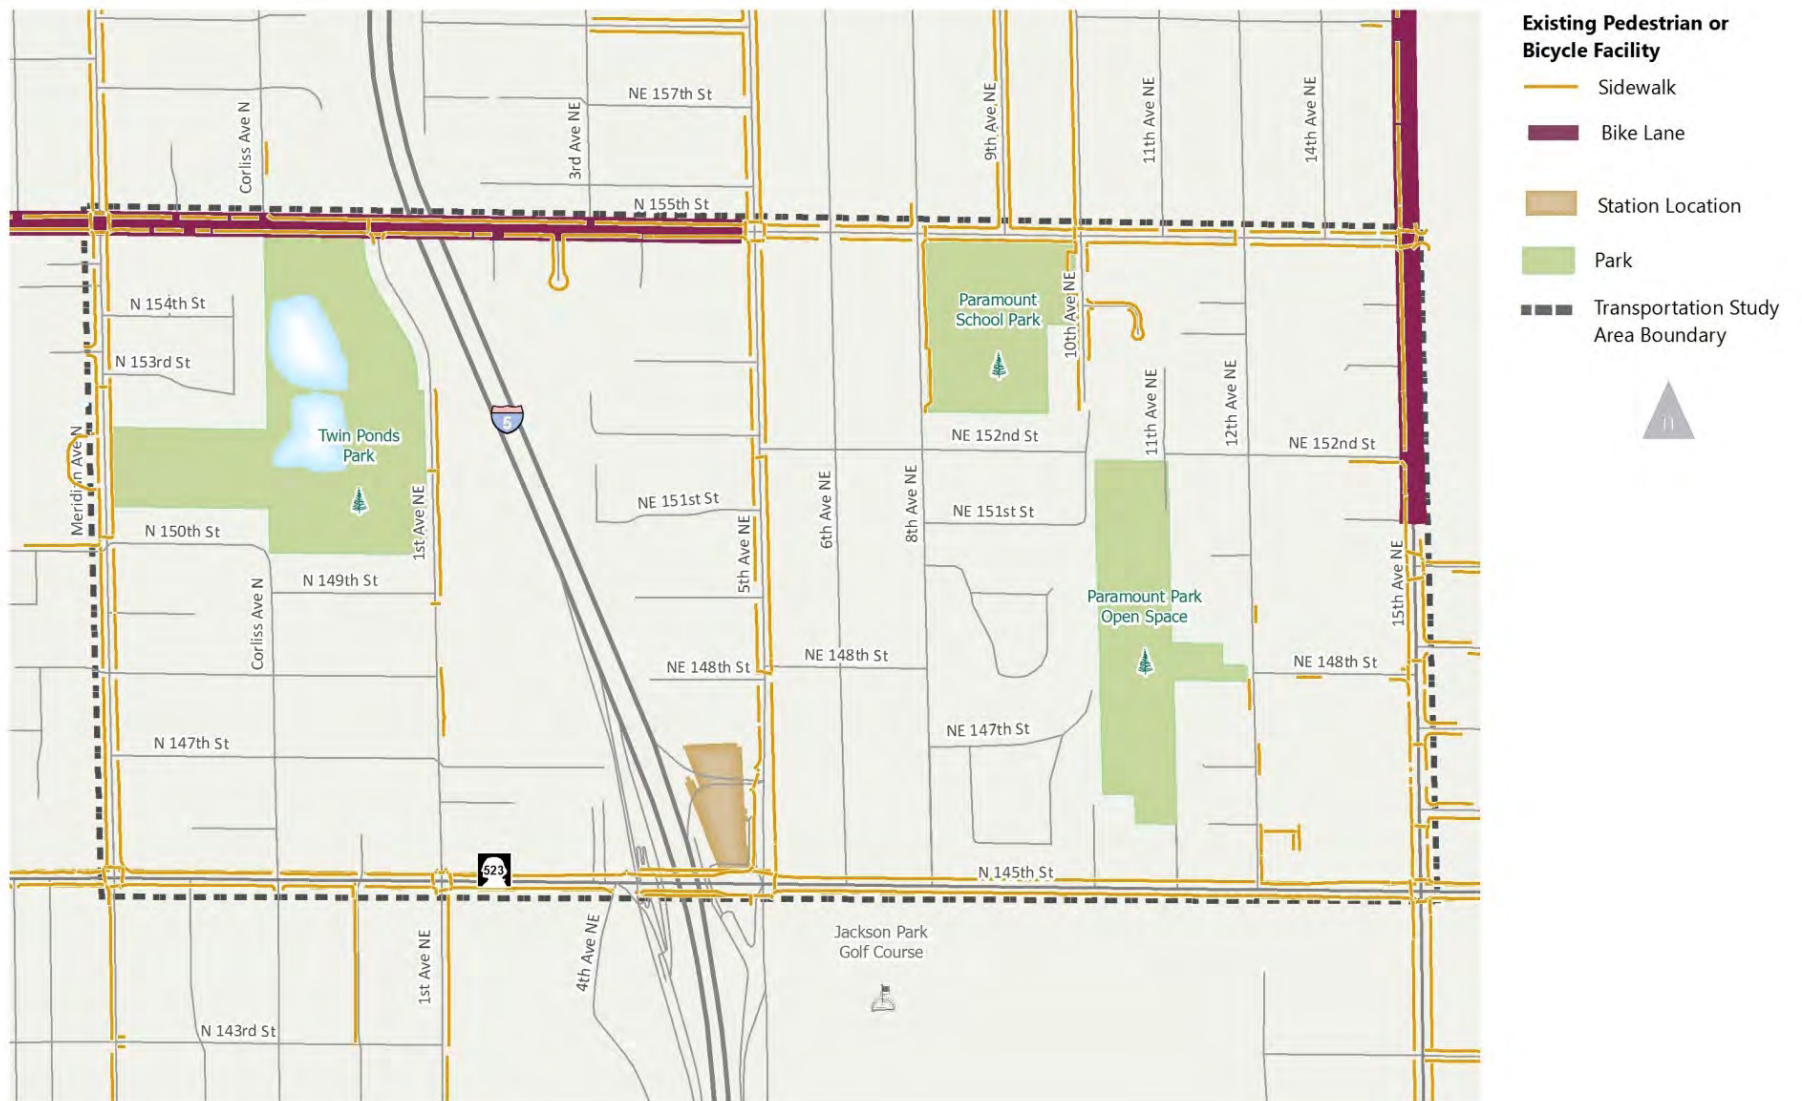 Existing Pedestrian or
Bicycle Facility
Sidewalk
Bike Lane
Station Location
Park
Transportation Study
Area Boundary
n
NE 157th St
Corliss Ave N
3rd Ave NE
9th Ave NE
11th Ave NE
14th Ave NE
N 155th St
N 154th St
N 153rd St
Paramount
School Park
10th Ave NE
5
Twin Ponds
Park
Meridian Ave N
NE 152nd St
11th Ave NE
12th Ave NE
NE 152nd St
N 150th St
1st Ave NE
NE 151st St
5th Ave NE
6th Ave NE
8th Ave NE
NE 151st St
N 149th St
Corliss Ave N
Paramount Park
Open Space
15th Ave NE
NE 148th St
NE 148th St
NE 148th St
N 147th St
NE 147th St
523
N 145th St
Jackson Park
Golf Course
1st Ave NE
4th Ave NE
N 143rd St